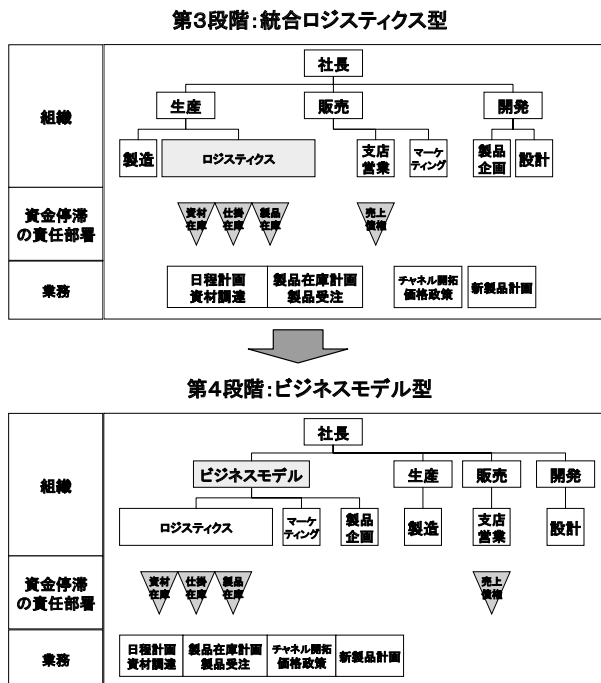 第3段階：統合ロジスティクス型
組織
社長
生産
販売
開発
製造
ロジスティクス
支店
営業
マーケ
ティング
製品
企画
設計
資金停滞
の責任部署
資材
在庫
仕掛
在庫
製品
在庫
売上
債権
業務
日程計画
資材調達
製品在庫計画
製品受注
チャネル開拓
価格政策
新製品計画
第4段階：ビジネスモデル型
組織
社長
ビジネスモデル
生産
販売
開発
ロジスティクス
マーケ
ティング
製品
企画
製造
支店
営業
設計
資金停滞
の責任部署
資材
在庫
仕掛
在庫
製品
在庫
売上
債権
業務
日程計画
資材調達
製品在庫計画
製品受注
チャネル開拓
価格政策
新製品計画